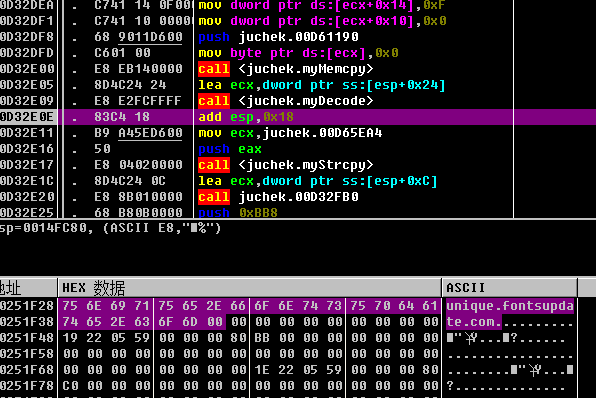 0D32DEA . C741 14 0F000 mov dword ptr ds:[ecx+0x14],0xF
0D32DF1 . C741 10 00000 mov dword ptr ds:[ecx+0x10],0x0
0D32DF8 . 68 9011D600 push juchek.00D61190
0D32DFD . C601 00 mov byte ptr ds:[ecx],0x0
0D32E00 . E8 EB140000 call <juchek.myMemcpy>
0D32E05 . 8D4C24 24 lea ecx,dword ptr ss:[esp+0x24]
0D32E09 . E8 E2FCFFFF call <juchek.myDecode>
0D32E0E . 83C4 18 add esp,0x18
0D32E11 . B9 A45ED600 mov ecx,juchek.00D65EA4
0D32E16 . 50 push eax
0D32E17 . E8 04020000 call <juchek.myStrcpy>
0D32E1C . 8D4C24 0C lea ecx,dword ptr ss:[esp+0xC]
0D32E20 . E8 8B010000 call juchek.00D32FB0
0D32E25 . 68 B80B0000 push 0xBB8
sp=0014FC80, (ASCII E8,"■%")
地址 HEX 数据 ASCII
0251F28 75 6E 69 71 75 65 2E 66 6F 6E 74 73 75 70 64 61 unique.fontsupda
0251F38 74 65 2E 63 6F 6D 00 00 00 00 00 00 00 00 00 00 te.com..........
0251F48 19 22 05 59 00 00 00 80 BB 00 00 00 00 00 00 00
0251F58 00 00 00 00 00 00 00 00 00 00 00 00 00 00 00 00 ................
0251F68 00 00 00 00 00 00 00 00 1E 22 05 59 00 00 00 80
0251F78 C0 00 00 00 00 00 00 00 00 00 00 00 00 00 00 00 ?...............